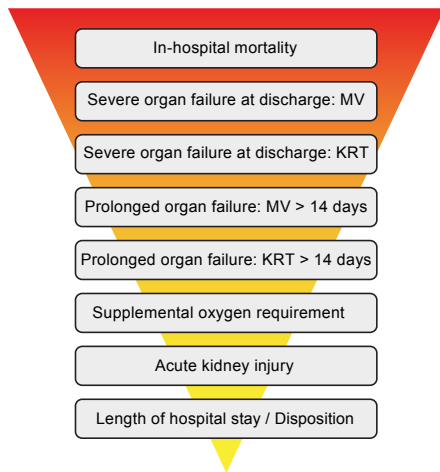 In-hospital mortality
Severe organ failure at discharge: MV
Severe organ failure at discharge: KRT
Prolonged organ failure: MV > 14 days
Prolonged organ failure: KRT > 14 days
Supplemental oxygen requirement
Acute kidney injury
Length of hospital stay / Disposition